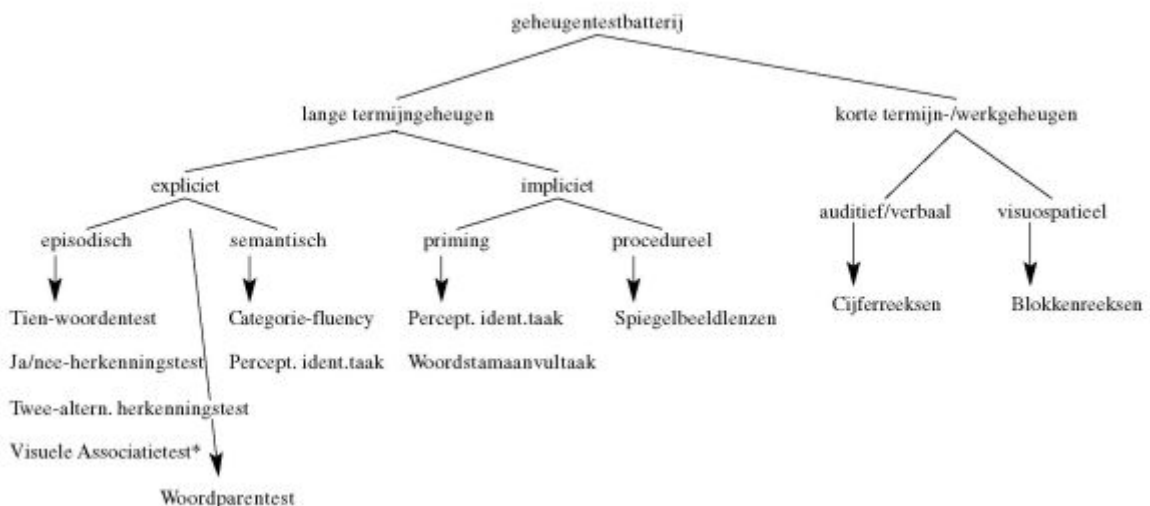 geheugentestbatterij
lange termijngeheugen
korte termijn-/werkgeheugen
expliciet
impliciet
auditief/verbaal
visuospatieel
episodisch
semantisch
priming
procedureel
Cijferreeksen
Blokkenreeksen
Tien-woordentest
Categorie-fluency
Percept. ident.taak
Spiegelbeeldlenzen
Ja/nee-herkenningstest
Percept. ident.taak
Woordstamaanvultaak
Twee-altern. herkenningstest
Visuele Associatietest*
Woordparentest